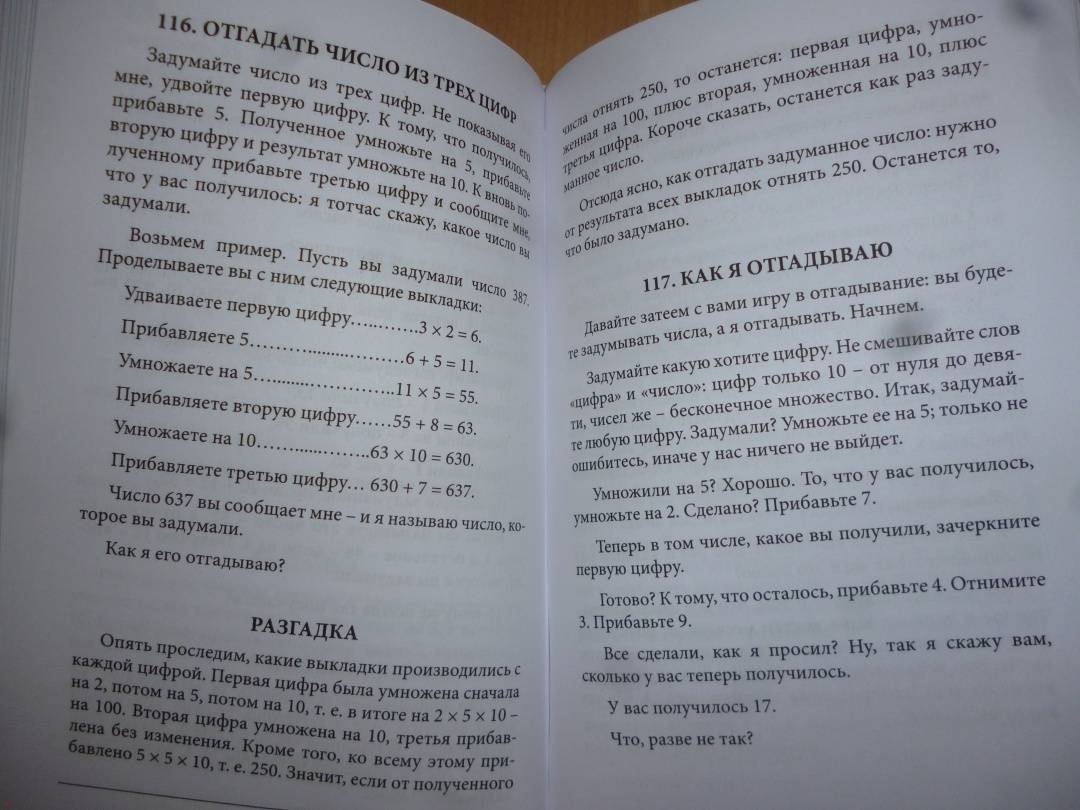 116. ОТГАДАТЬ ЧИСЛО ИЗ ТРЕХ ЦИФР
Задумайте число из трех цифр. Не показывая его
мне, удвойте первую цифру. К тому, что получилось,
прибавьте 5. Полученное умножьте на 5, прибавьте
вторую цифру и результат умножьте на 10. К вновь по-
лученному прибавьте третью цифру и сообщите мне,
что у вас получилось: я тотчас скажу, какое число вы
задумали.
Возьмем пример. Пусть вы задумали число 387.
Проделываете вы с ним следующие выкладки:
Удваиваете первую цифру............3 × 2 = 6.
Прибавляете 5..............................6 + 5 = 11.
Умножаете на 5...........................11 × 5 = 55.
Прибавляете вторую цифру......55 + 8 = 63.
Умножаете на 10.......................63 × 10 = 630.
Прибавляете третью цифру... 630 + 7 = 637.
Число 637 вы сообщает мне – и я называю число, ко-
торое вы задумали.
Как я его отгадываю?
РАЗГАДКА
Опять проследим, какие выкладки производились с
каждой цифрой. Первая цифра была умножена сначала
на 2, потом на 5, потом на 10, т. е. в итоге на 2 × 5 × 10 –
на 100. Вторая цифра умножена на 10, третья прибав-
лена без изменения. Кроме того, ко всему этому при-
бавлено 5 × 5 × 10, т. е. 250. Значит, если от полученного
числа отнять 250, то останется: первая цифра, умно-
женная на 100, плюс вторая, умноженная на 10, плюс
третья цифра. Короче сказать, останется как раз заду-
манное число.
Отсюда ясно, как отгадать задуманное число: нужно
от результата всех выкладок отнять 250. Останется то,
что было задумано.
117. КАК Я ОТГАДЫВАЮ
Давайте затеем с вами игру в отгадывание: вы буде-
те задумывать числа, а я отгадывать. Начнем.
Задумайте какую хотите цифру. Не смешивайте слов
«цифра» и «число»: цифр только 10 – от нуля до девя-
ти, чисел же – бесконечное множество. Итак, задумай-
те любую цифру. Задумали? Умножьте ее на 5; только не
ошибитесь, иначе у нас ничего не выйдет.
Умножили на 5? Хорошо. То, что у вас получилось,
умножьте на 2. Сделано? Прибавьте 7.
Теперь в том числе, какое вы получили, зачеркните
первую цифру.
Готово? К тому, что осталось, прибавьте 4. Отнимите
3. Прибавьте 9.
Все сделали, как я просил? Ну, так я скажу вам,
сколько у вас теперь получилось.
У вас получилось 17.
Что, разве не так?